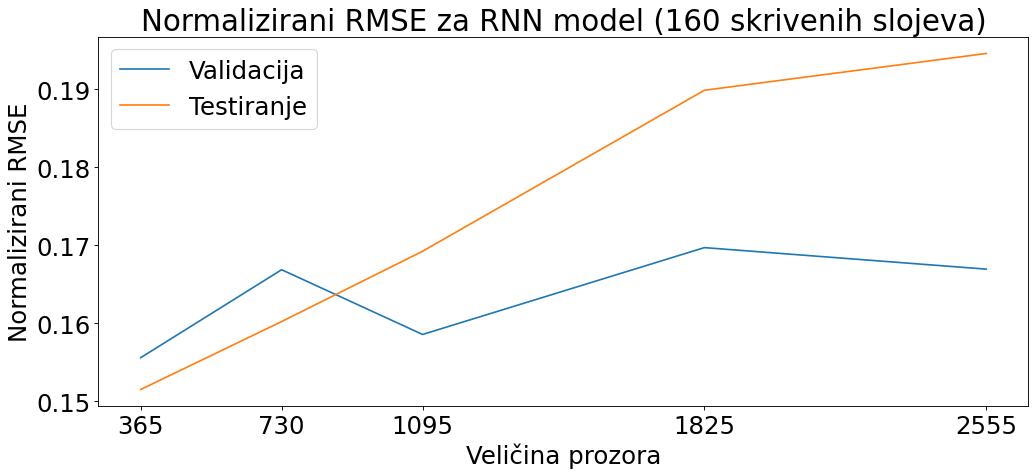 Normalizirani RMSE za RNN model (160 skrivenih slojeva)
Validacija
Testiranje
Normalizirani RMSE
0.19
0.18
0.17
0.16
0.15
365 730 1095 1825 2555
Veličina prozora